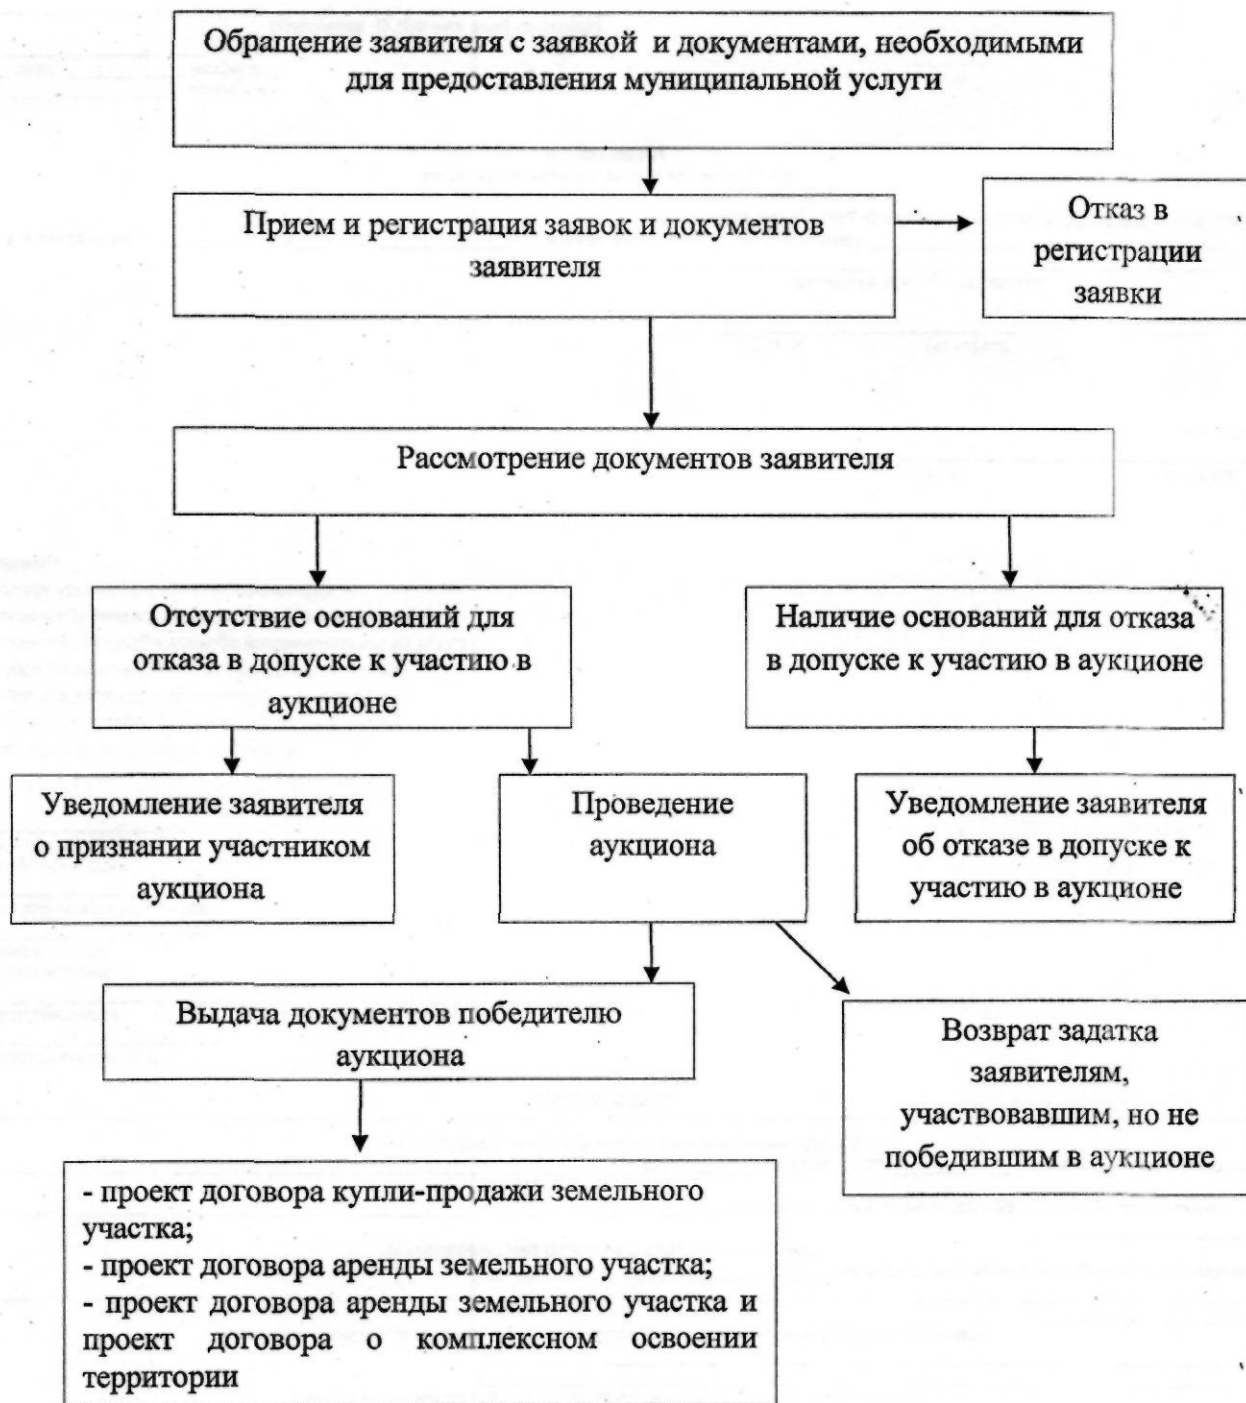 Обращение заявителя с заявкой и документами, необходимыми
для предоставления муниципальной услуги
Прием и регистрация заявок и документов
заявителя
Отказ в
регистрации
заявки
Рассмотрение документов заявителя
Отсутствие оснований для
отказа в допуске к участию в
аукционе
Наличие оснований для отказа
в допуске к участию в аукционе
Уведомление заявителя
о признании участником
аукциона
Проведение
аукциона
Уведомление заявителя
об отказе в допуске к
участию в аукционе
Выдача документов победителю
аукциона
Возврат задатка
заявителям,
участвовавшим, но не
победившим в аукционе
- проект договора купли-продажи земельного
участка;
- проект договора аренды земельного участка;
- проект договора аренды земельного участка и
проект договора о комплексном освоении
территории